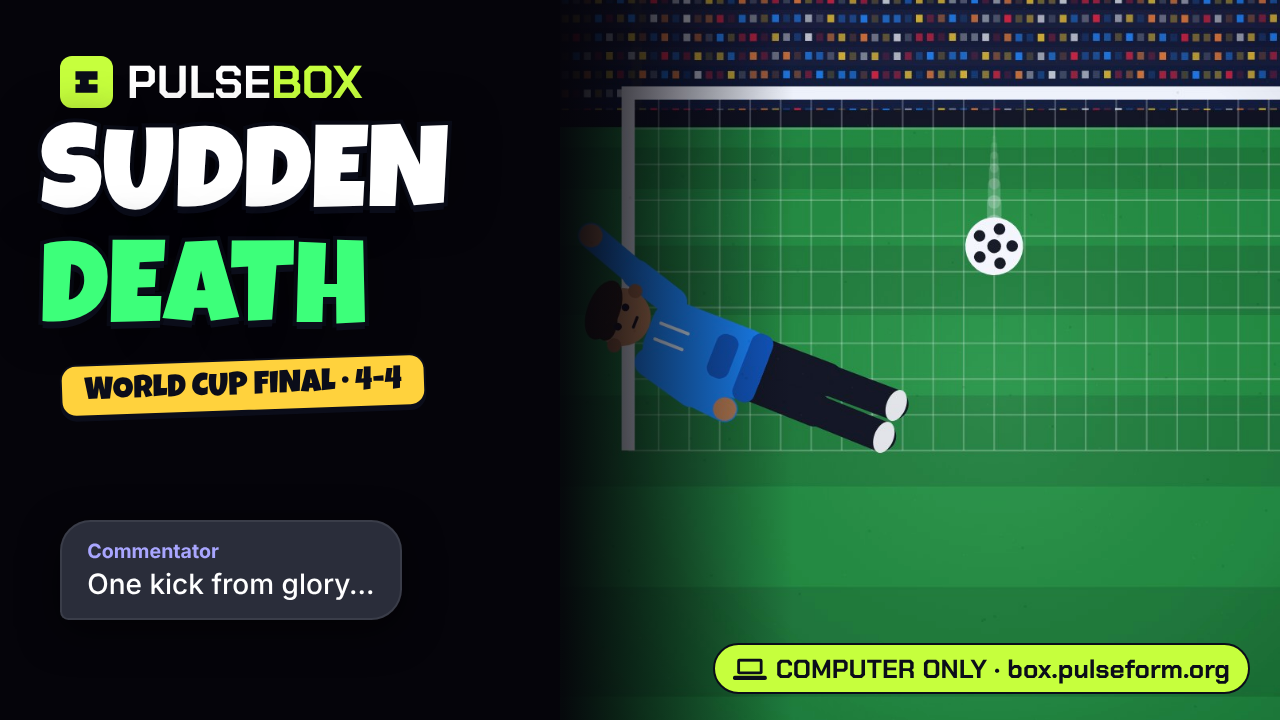 PULSEBOX
SUDDEN
DEATH
WORLD CUP FINAL · 4-4
Commentator
One kick from glory...
COMPUTER ONLY · box.pulseform.org